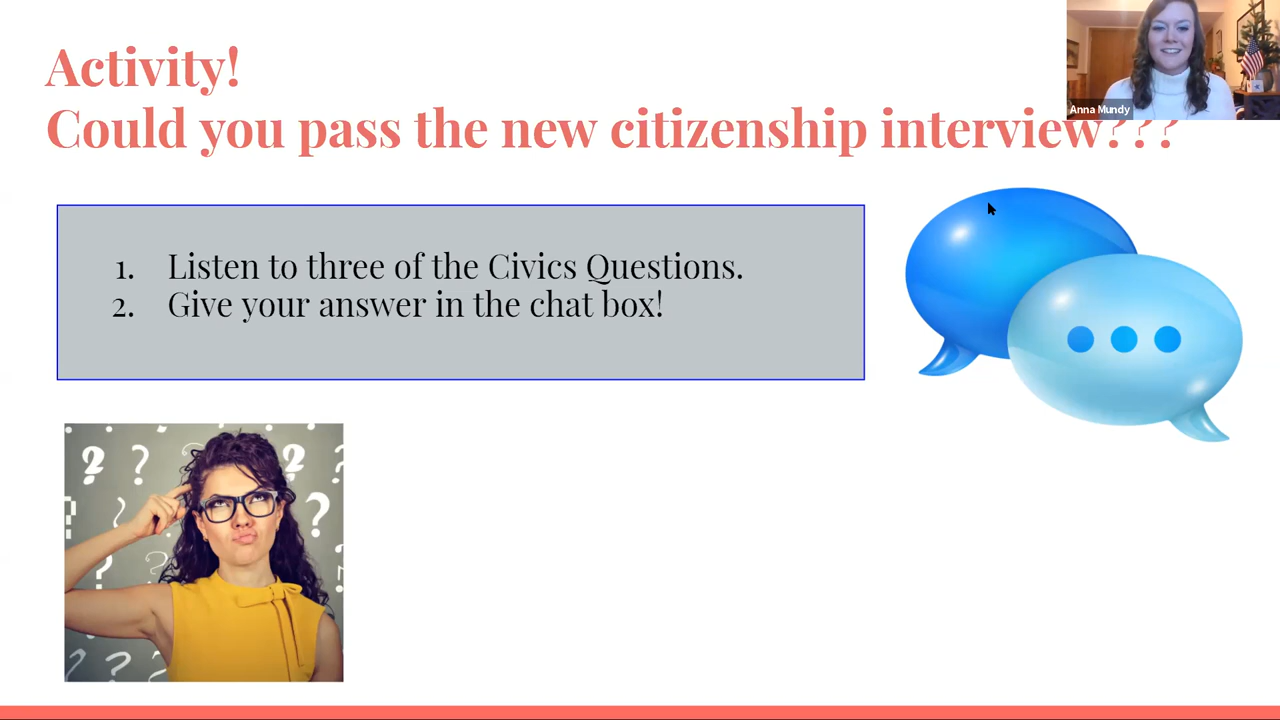 Activity!
Could you pass the new citizenship interview???
Anna Mundy
1. Listen to three of the Civics Questions.
2. Give your answer in the chat box!